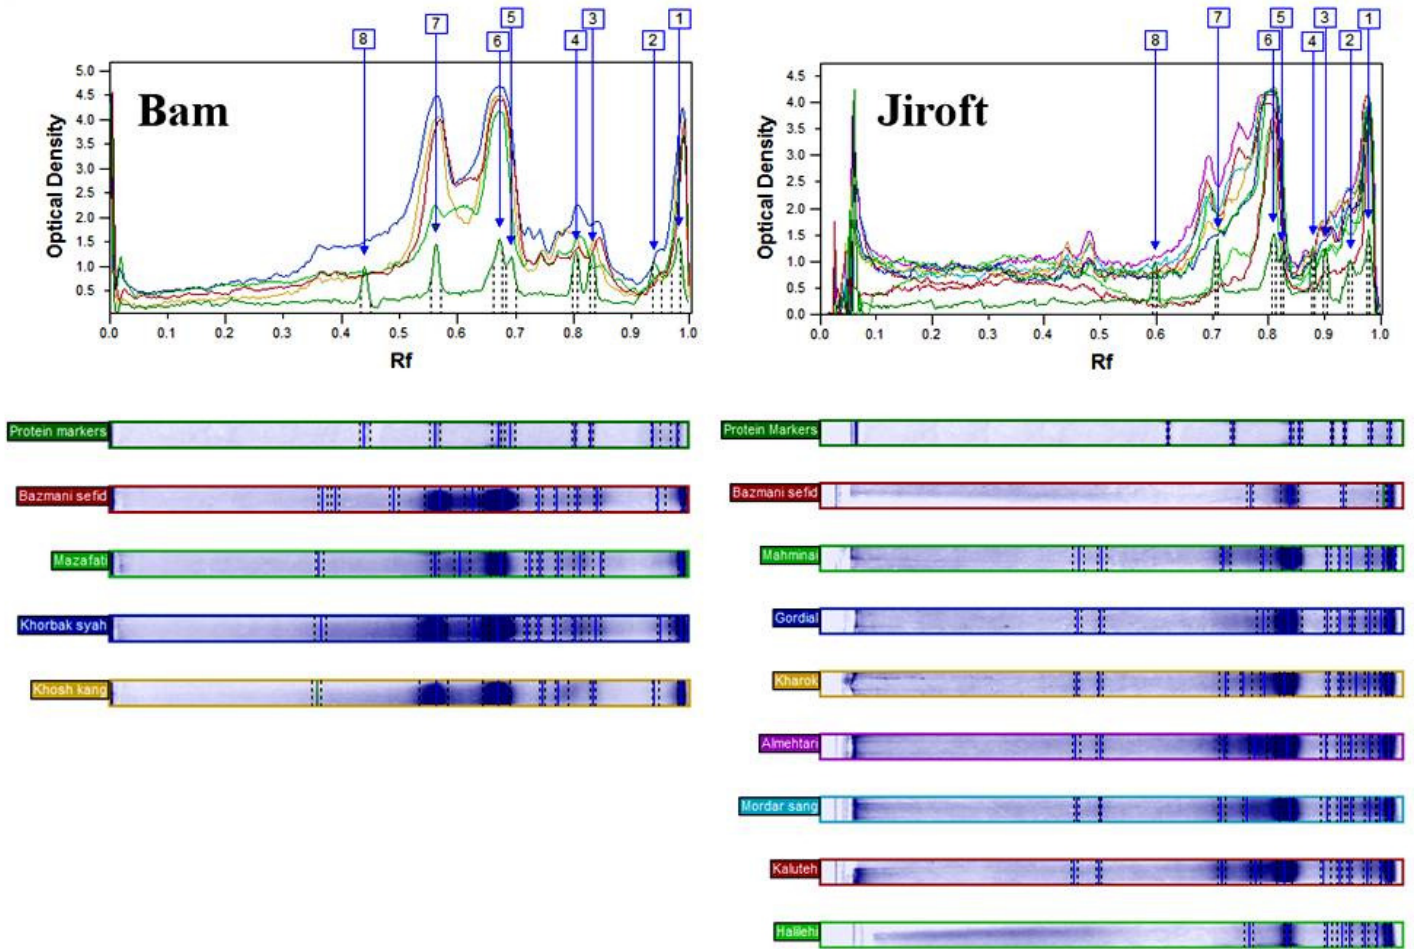 8 7 6 5 4 3 2 1
Bam
Optical Density
5.0
4.5
4.0
3.5
3.0
2.5
2.0
1.5
1.0
0.5
0.0 0.1 0.2 0.3 0.4 0.5 0.6 0.7 0.8 0.9 1.0
Rf
8 7 6 5 4 3 2 1
Jiroft
Optical Density
4.5
4.0
3.5
3.0
2.5
2.0
1.5
1.0
0.5
0.0
0.0 0.1 0.2 0.3 0.4 0.5 0.6 0.7 0.8 0.9 1.0
Rf
Protein markers
Bazmani sefid
Mazafati
Khorbak syah
Khosh kang
Protein Markers
Bazmani sefid
Mahminai
Gordial
Kharok
Almehtari
Mordar sang
Kaluteh
Halilehi